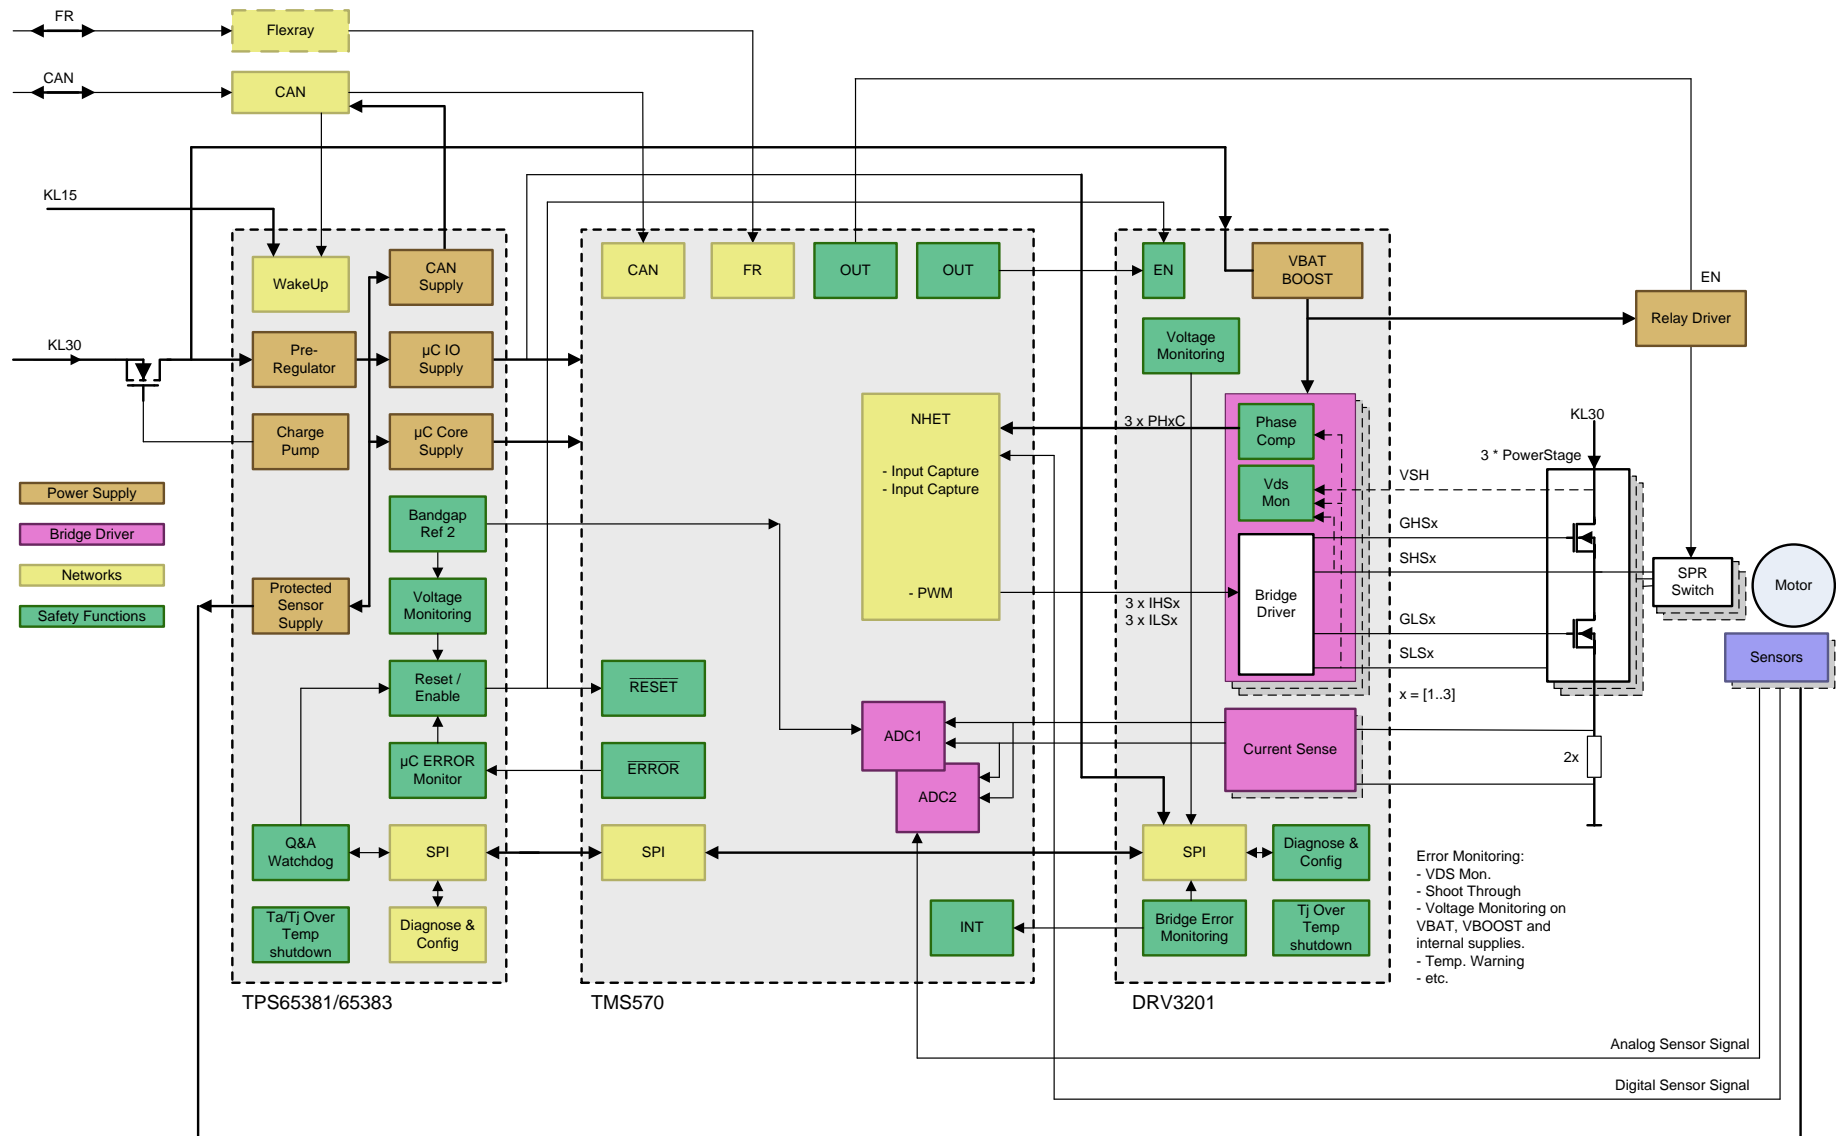 FR
Flexray
CAN
CAN
KL15
WakeUp
CAN
Supply
CAN
FR
OUT
OUT
EN
VBAT
BOOST
EN
Relay Driver
KL30
Pre-
Regulator
µC IO
Supply
Voltage
Monitoring
Charge
Pump
µC Core
Supply
NHET
- Input Capture
- Input Capture
- PWM
3 x PHxC
Phase
Comp
KL30
3 * PowerStage
VSH
Vds
Mon
GHSx
SHSx
Power Supply
Bridge Driver
Networks
Safety Functions
Bandgap
Ref 2
Protected
Sensor
Supply
Voltage
Monitoring
3 x IHSx
3 x ILSx
Bridge
Driver
GLSx
SLSx
x = [1..3]
SPR
Switch
Motor
Sensors
Reset /
Enable
RESET
ADC1
Current Sense
2x
µC ERROR
Monitor
ERROR
ADC2
Q&A
Watchdog
SPI
SPI
SPI
Diagnose &
Config
Ta/Tj Over
Temp
shutdown
Diagnose &
Config
INT
Bridge Error
Monitoring
Tj Over
Temp
shutdown
Error Monitoring:
- VDS Mon.
- Shoot Through
- Voltage Monitoring on
VBAT, VBOOST and
internal supplies.
- Temp. Warning
- etc.
TPS65381/65383
TMS570
DRV3201
Analog Sensor Signal
Digital Sensor Signal